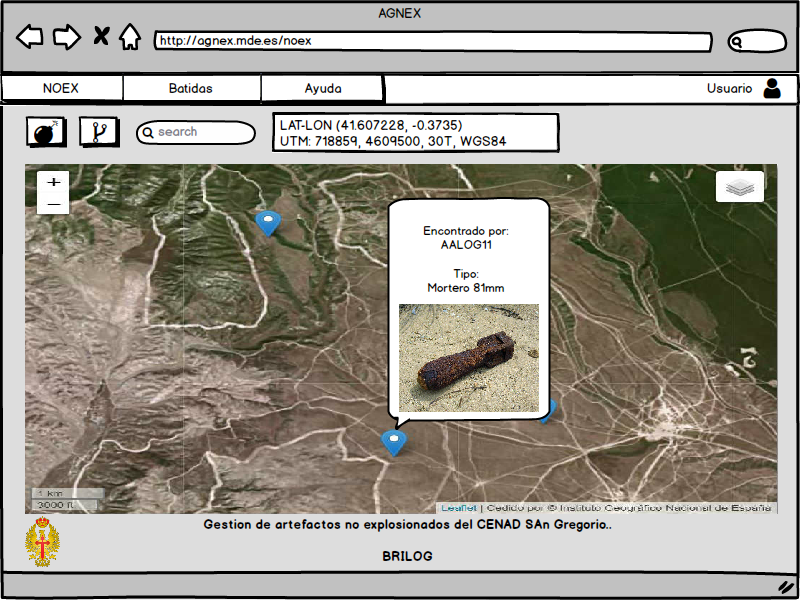 AGNEX
http://agnex.mde.es/noex
NOEX
Batidas
Ayuda
Usuario
search
LAT-LON (41.607228, -0.3735)
UTM: 718859, 4609500, 30T, WGS84
+
−
Encontrado por:
AALOG11
Tipo:
Mortero 81mm
1 km
3000 ft
Leaflet | Cedido por © Instituto Geográfico Nacional de España
Gestion de artefactos no explosionados del CENAD SAn Gregorio..
BRILOG